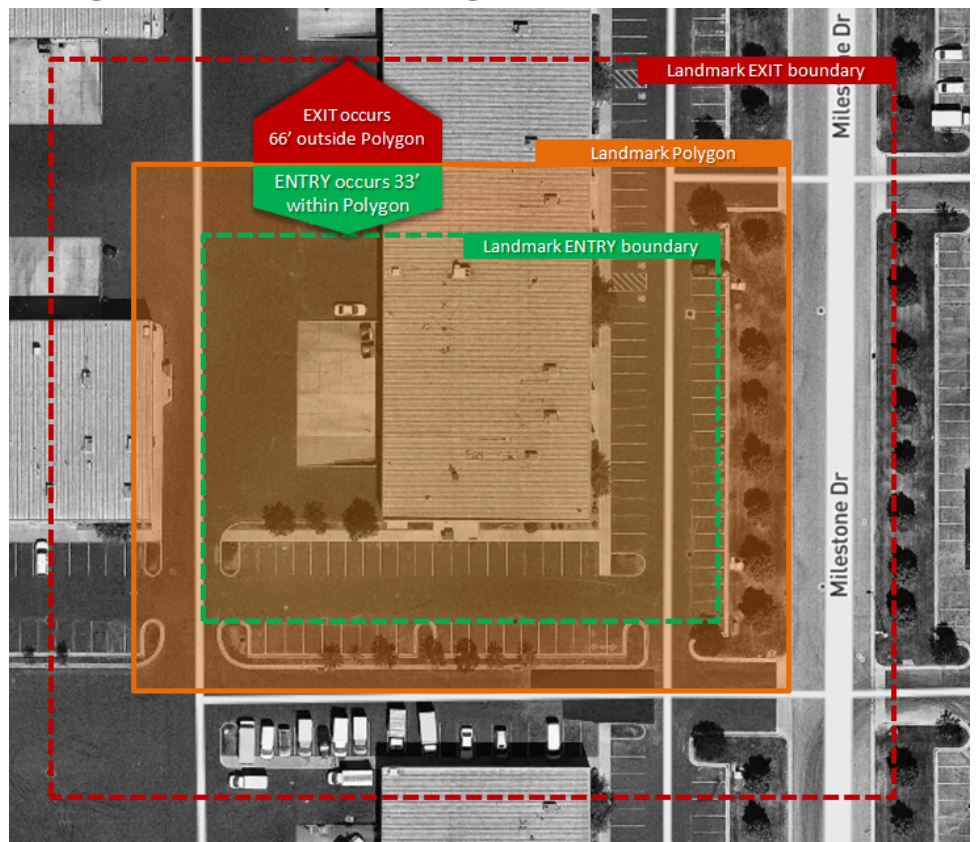 Landmark EXIT boundary
EXIT occurs
66' outside Polygon
Landmark Polygon
ENTRY occurs 33'
within Polygon
Landmark ENTRY boundary
Milestone Dr
Milestone Dr